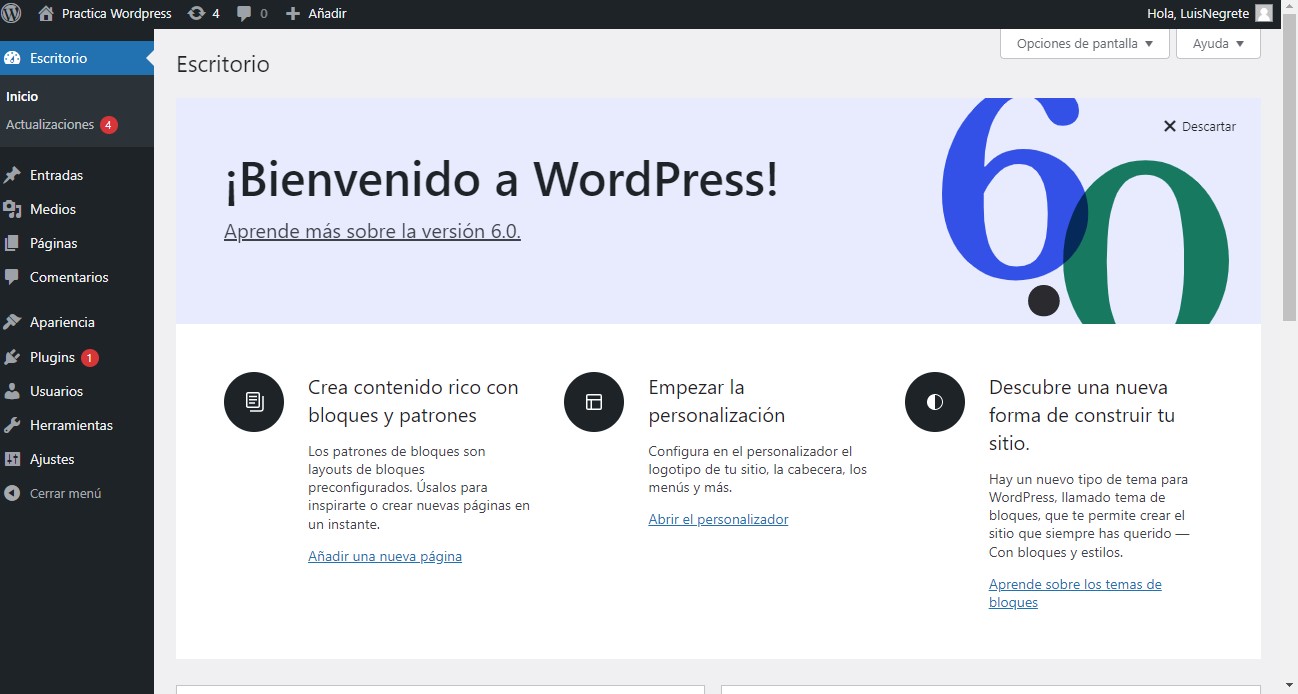 Practica Wordpress 4 0 Añadir Hola, LuisNegrete
Escritorio
Inicio
Actualizaciones 4
Entradas
Medios
Páginas
Comentarios
Apariencia
Plugins 1
Usuarios
Herramientas
Ajustes
Cerrar menú
Opciones de pantalla Ayuda
Escritorio
Descartar
6.0
¡Bienvenido a WordPress!
Aprende más sobre la versión 6.0.
Crea contenido rico con
bloques y patrones
Los patrones de bloques son
layouts de bloques
preconfigurados. Úsalos para
inspirarte o crear nuevas páginas en
un instante.
Añadir una nueva página
Empezar la
personalización
Configura en el personalizador el
logotipo de tu sitio, la cabecera, los
menús y más.
Abrir el personalizador
Descubre una nueva
forma de construir tu
sitio.
Hay un nuevo tipo de tema para
WordPress, llamado tema de
bloques, que te permite crear el
sitio que siempre has querido —
Con bloques y estilos.
Aprende sobre los temas de
bloques